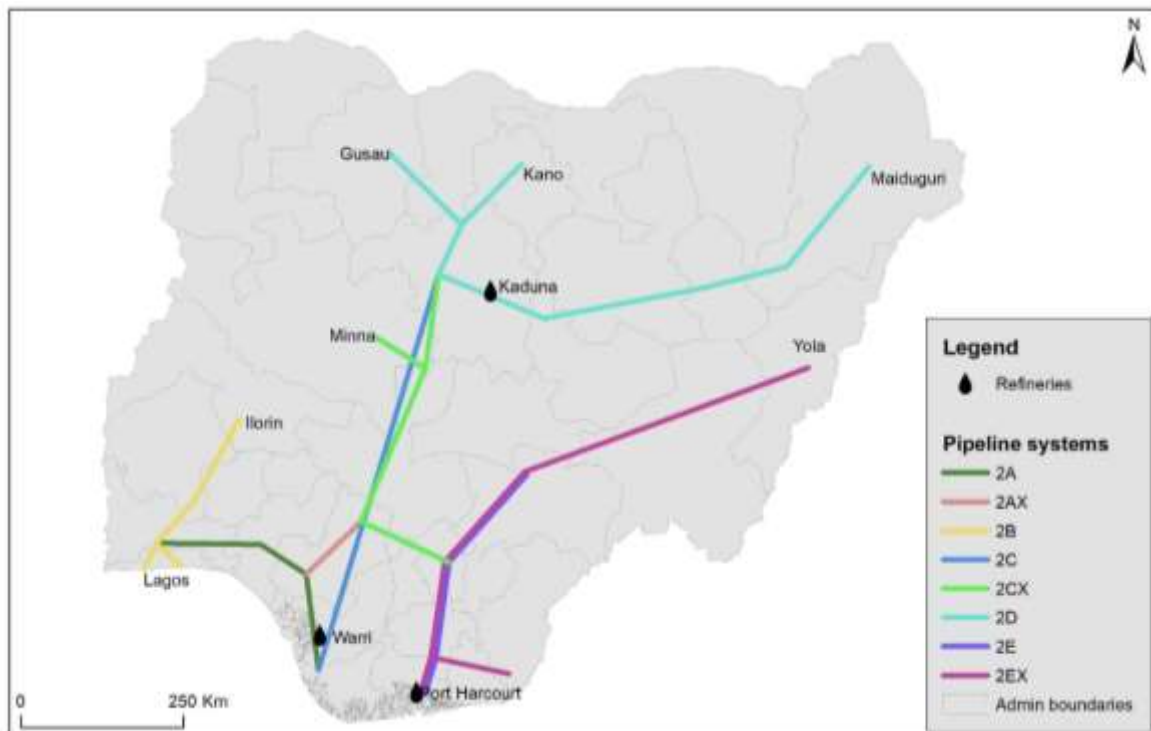 N
Gusau
Kano
Maiduguri
Kaduna
Minna
Yola
Ilorin
Lagos
Warri
Port Harcourt
0 250 Km
Legend
Refineries
Pipeline systems
2A
2AX
2B
2C
2CX
2D
2E
2EX
Admin boundaries